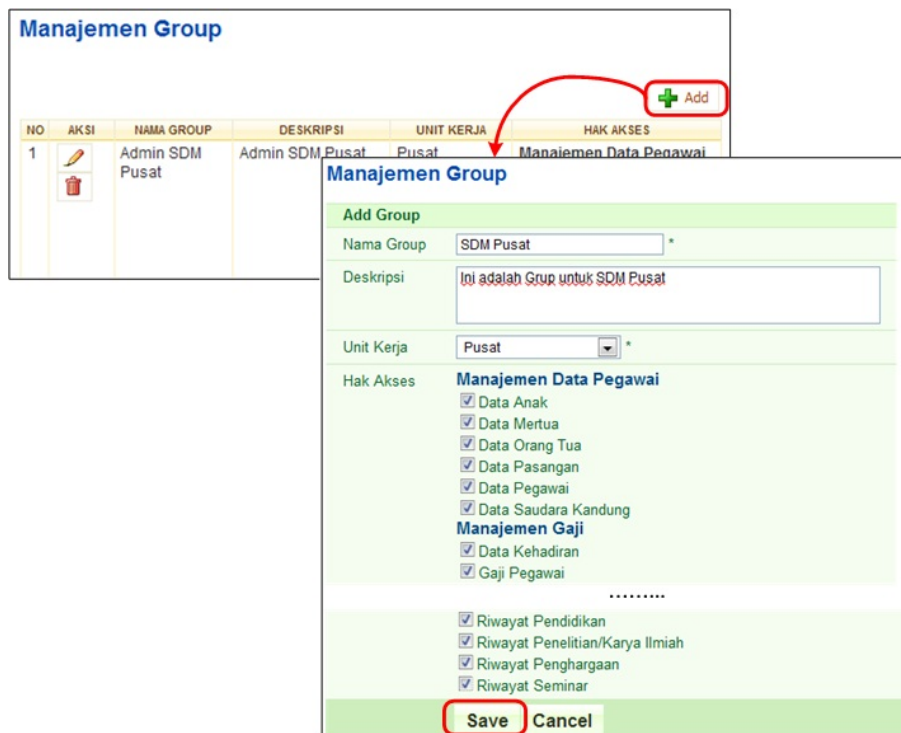 Manajemen Group
Add
NO AKSI NAMA GROUP DESKRIPSI UNIT KERJA HAK AKSES
1 Admin SDM Pusat Admin SDM Pusat Pusat Manajemen Data Pegawai
Manajemen Group
Add Group
Nama Group SDM Pusat *
Deskripsi Ini adalah Grup untuk SDM Pusat
Unit Kerja Pusat *
Hak Akses Manajemen Data Pegawai
Data Anak
Data Mertua
Data Orang Tua
Data Pasangan
Data Pegawai
Data Saudara Kandung
Manajemen Gaji
Data Kehadiran
Gaji Pegawai
.........
Riwayat Pendidikan
Riwayat Penelitian/Karya Ilmiah
Riwayat Penghargaan
Riwayat Seminar
Save Cancel